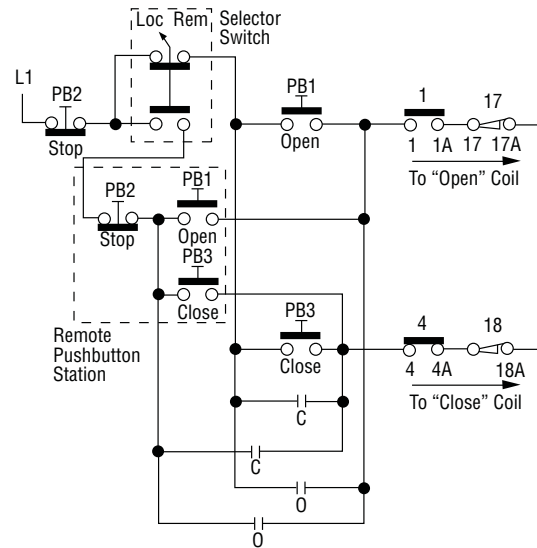 Loc Rem
Selector
Switch
L1
PB2
PB1
1
17
Stop
Open
1 1A 17 17A
To "Open" Coil
PB2
PB1
Stop
Open
PB3
Close
PB3
4
18
Remote
Pushbutton
Station
Close
4 4A 18A
To "Close" Coil
C
C
O
O